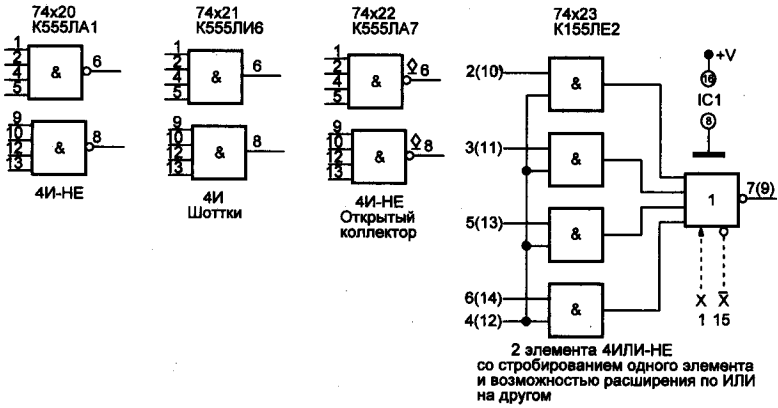 74x20
К555ЛА1
1
2
4
5
&
6
9
10
12
13
&
8
4И-НЕ
74x21
К555ЛИ6
1
2
4
5
&
6
9
10
12
13
&
8
4И
Шоттки
74x22
К555ЛА7
1
2
4
5
&
6
9
10
12
13
&
8
4И-НЕ
Открытый
коллектор
74x23
К155ЛЕ2
2(10)
&
3(11)
&
5(13)
&
6(14)
4(12)
&
+V
16
IC1
8
1
7(9)
X X̅
1 15
2 элемента 4ИЛИ-НЕ
со стробированием одного элемента
и возможностью расширения по ИЛИ
на другом